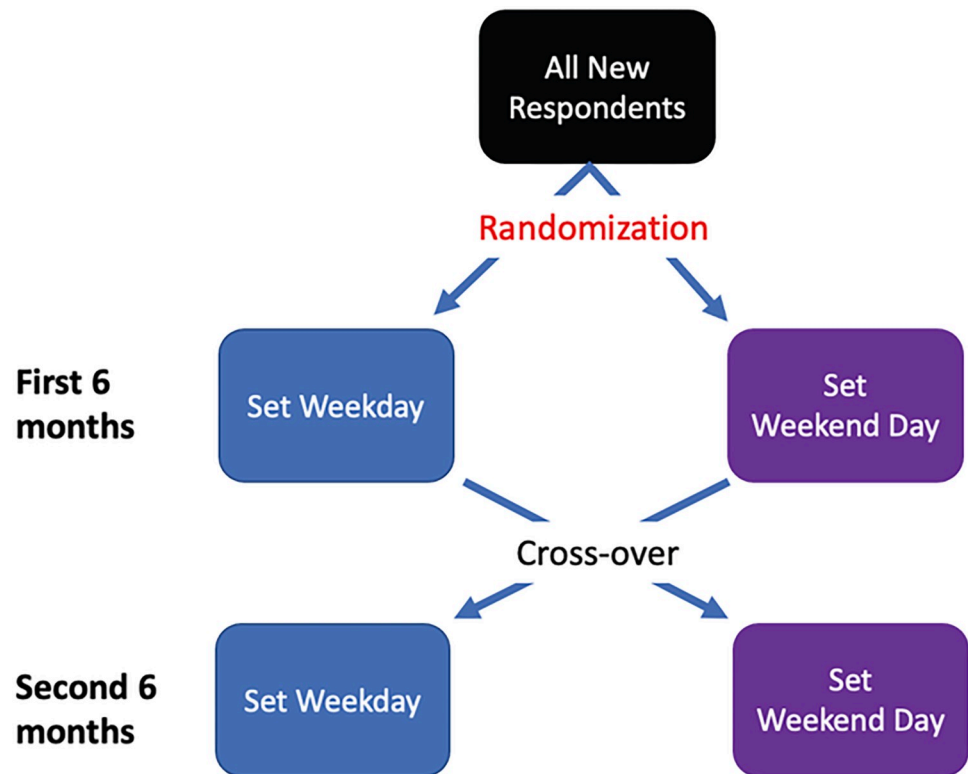 All New
Respondents
Randomization
First 6
months
Set Weekday
Set
Weekend Day
Cross-over
Second 6
months
Set Weekday
Set
Weekend Day